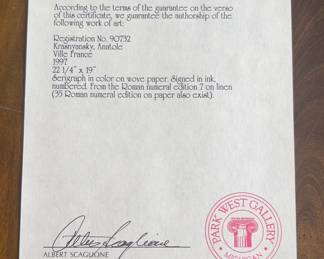 According to the terms of the guarantee on the verso
of this certificate, we guarantee the authorship of the
following work of art:
Registration No. 90732
Krasnyansky, Anatole
Ville France
1997
22 1/4" x 19"
Serigraph in color on wove paper. Signed in ink,
numbered. From the Roman numeral edition 7 on linen
(35 Roman numeral edition on paper also exist).
Albert Scaglione
ALBERT SCAGLIONE
PARK WEST GALLERY
MICHIGAN